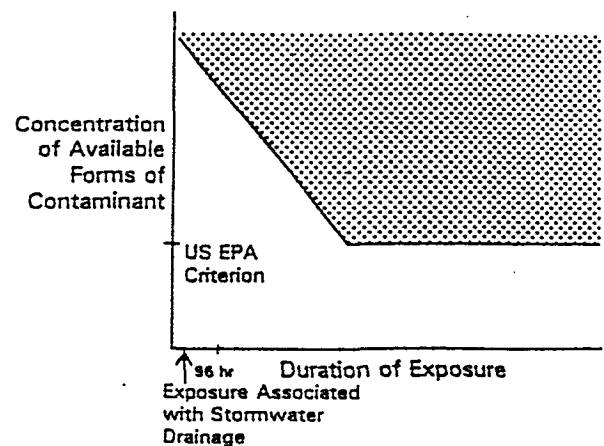 Concentration
of Available
Forms of
Contaminant
US EPA
Criterion
96 hr
Duration of Exposure
Exposure Associated
with Stormwater
Drainage